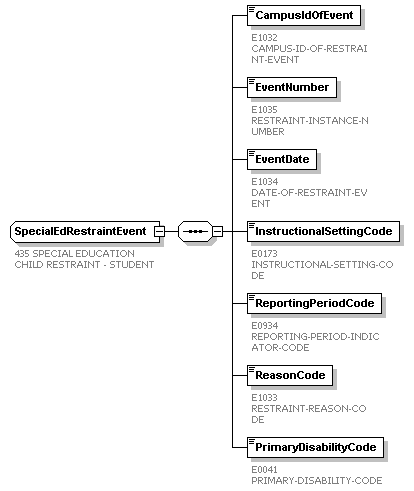 CampusIdOfEvent
E1032
CAMPUS-ID-OF-RESTRAI
NT-EVENT
EventNumber
E1035
RESTRAINT-INSTANCE-N
UMBER
EventDate
E1034
DATE-OF-RESTRAINT-EV
ENT
SpecialEdRestraintEvent
435 SPECIAL EDUCATION
CHILD RESTRAINT - STUDENT
InstructionalSettingCode
E0173
INSTRUCTIONAL-SETTING-CO
DE
ReportingPeriodCode
E0934
REPORTING-PERIOD-INDIC
ATOR-CODE
ReasonCode
E1033
RESTRAINT-REASON-CO
DE
PrimaryDisabilityCode
E0041
PRIMARY-DISABILITY-CODE